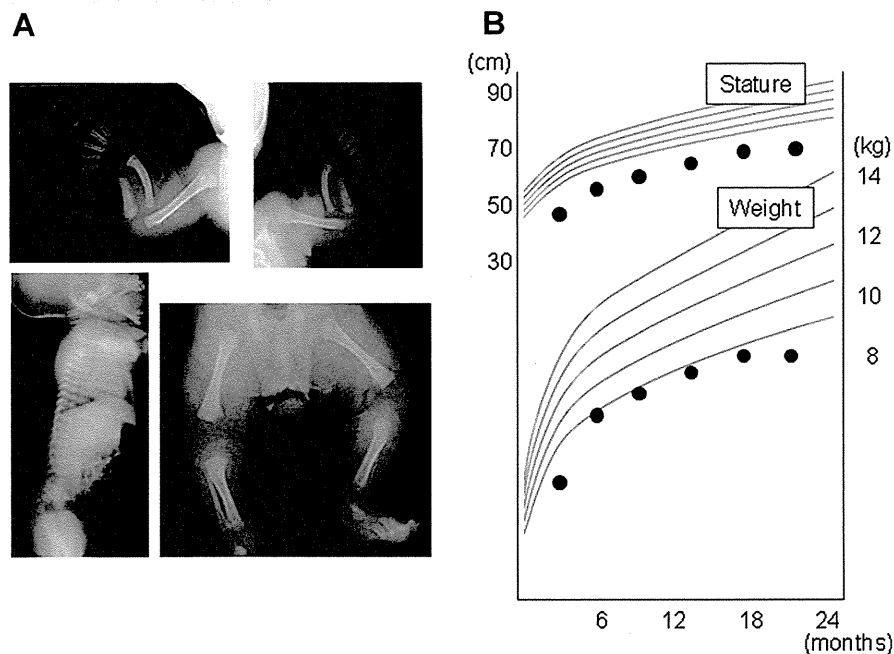 A
B
(cm)
90
70
50
30
Stature
Weight
(kg)
14
12
10
8
6 12 18 24
(months)